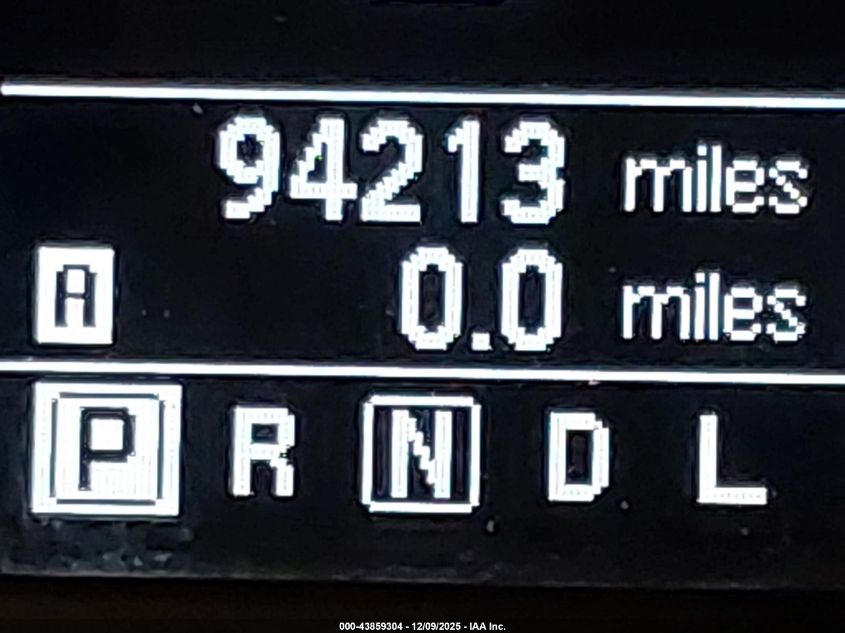 94213 miles
A 0.0 miles
P R N D L
000-43859304 - 12/09/2025 - IAA Inc.